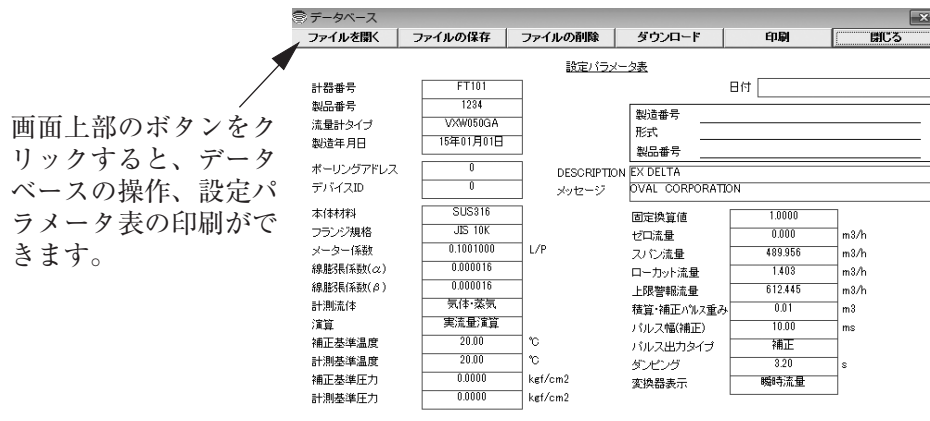 データベース
ファイルを開く ファイルの保存 ファイルの削除 ダウンロード 印刷 閉じる
設定パラメータ表
画面上部のボタンをク
リックすると、データ
ベースの操作、設定パ
ラメータ表の印刷がで
きます。
計器番号 FT101
製品番号 1234
流量計タイプ VXW050GA
製造年月日 15年01月01日
日付
製造番号
形式
製品番号
ポーリングアドレス 0
デバイスID 0
DESCRIPTION EX DELTA
メッセージ OVAL CORPORATION
本体材料 SUS316
フランジ規格 JIS 10K
メーター係数 0.1001000 L/P
線膨張係数(α) 0.000016
線膨張係数(β) 0.000016
計測流体 気体・蒸気
演算 実流量演算
補正基準温度 20.00 ℃
計測基準温度 20.00 ℃
補正基準圧力 0.0000 kgf/cm2
計測基準圧力 0.0000 kgf/cm2
固定換算値 1.0000
ゼロ流量 0.000 m3/h
スパン流量 489.956 m3/h
ローカット流量 1.403 m3/h
上限警報流量 612.445 m3/h
積算・補正パルス重み 0.01 m3
パルス幅(補正) 10.00 ms
パルス出力タイプ 補正
ダンピング 3.20 s
変換器表示 瞬時流量